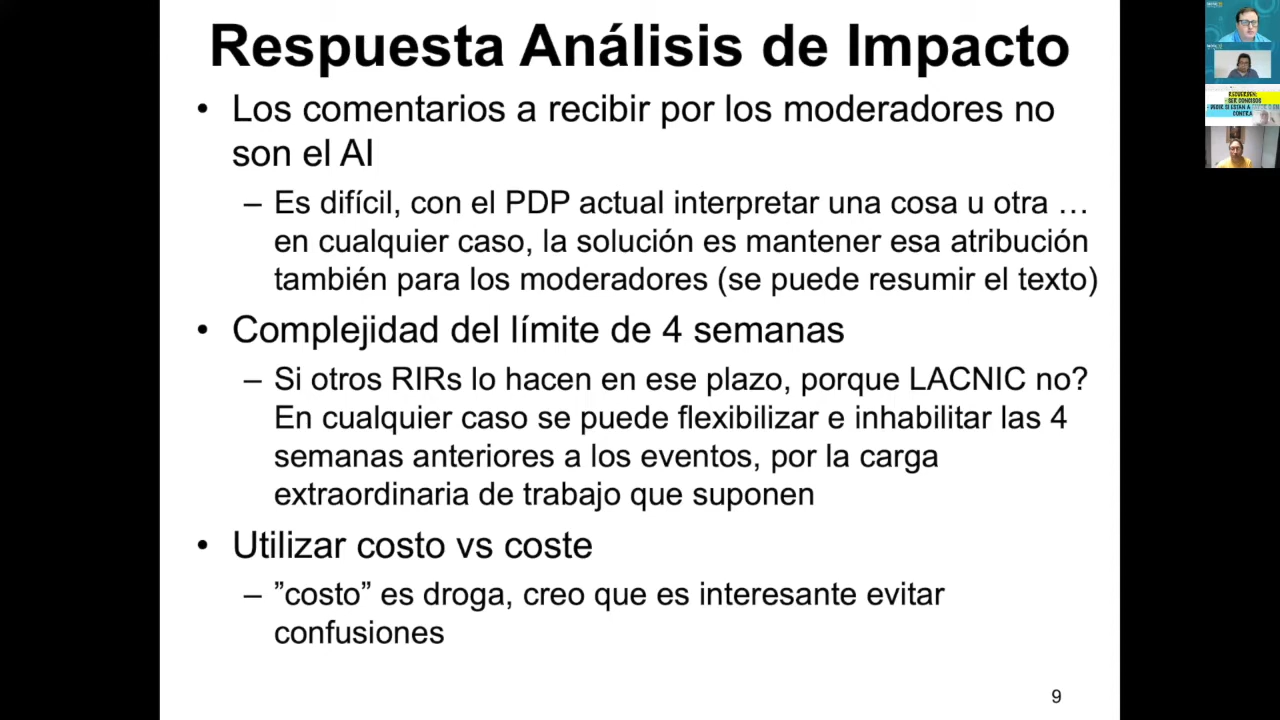 Respuesta Análisis de Impacto
• Los comentarios a recibir por los moderadores no
son el AI
– Es difícil, con el PDP actual interpretar una cosa u otra …
en cualquier caso, la solución es mantener esa atribución
también para los moderadores (se puede resumir el texto)
• Complejidad del límite de 4 semanas
– Si otros RIRs lo hacen en ese plazo, porque LACNIC no?
En cualquier caso se puede flexibilizar e inhabilitar las 4
semanas anteriores a los eventos, por la carga
extraordinaria de trabajo que suponen
• Utilizar costo vs coste
– ”costo” es droga, creo que es interesante evitar
confusiones
9
RECUERDEN:
SER CONCISOS
CONTRA